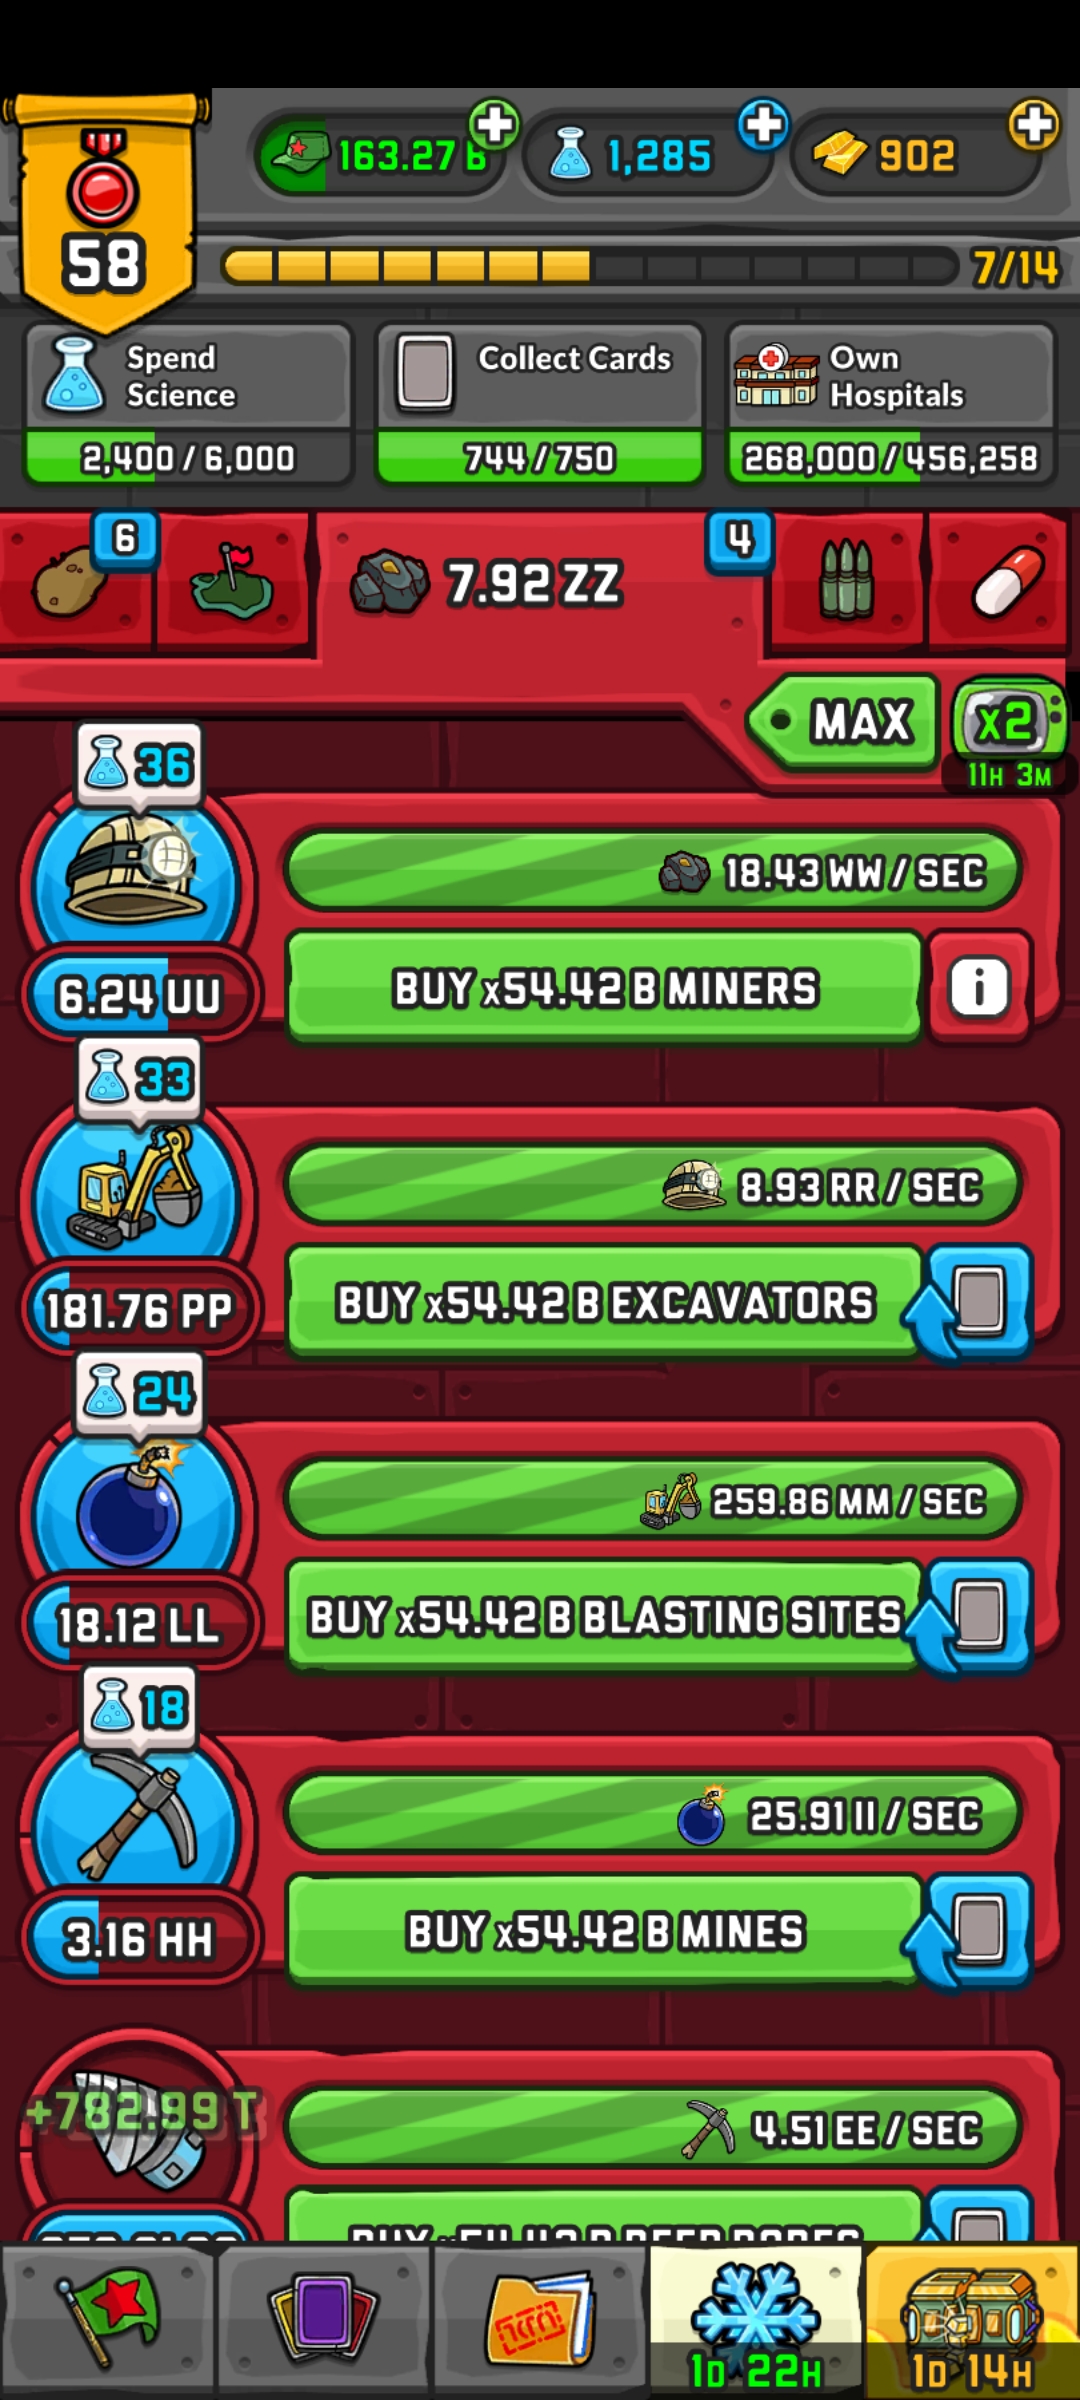 163.27 B
1,285
902
58
7/14
Spend
Science
2,400 / 6,000
Collect Cards
744 / 750
Own
Hospitals
268,000 / 456,258
6
7.92 ZZ
4
MAX
x2
11H 3M
36
18.43 WW / SEC
6.24 UU
BUY x54.42 B MINERS
i
33
8.93 RR / SEC
181.76 PP
BUY x54.42 B EXCAVATORS
24
259.86 MM / SEC
18.12 LL
BUY x54.42 B BLASTING SITES
18
25.91 II / SEC
3.16 HH
BUY x54.42 B MINES
+782.99 T
4.51 EE / SEC
1D 22H
1D 14H